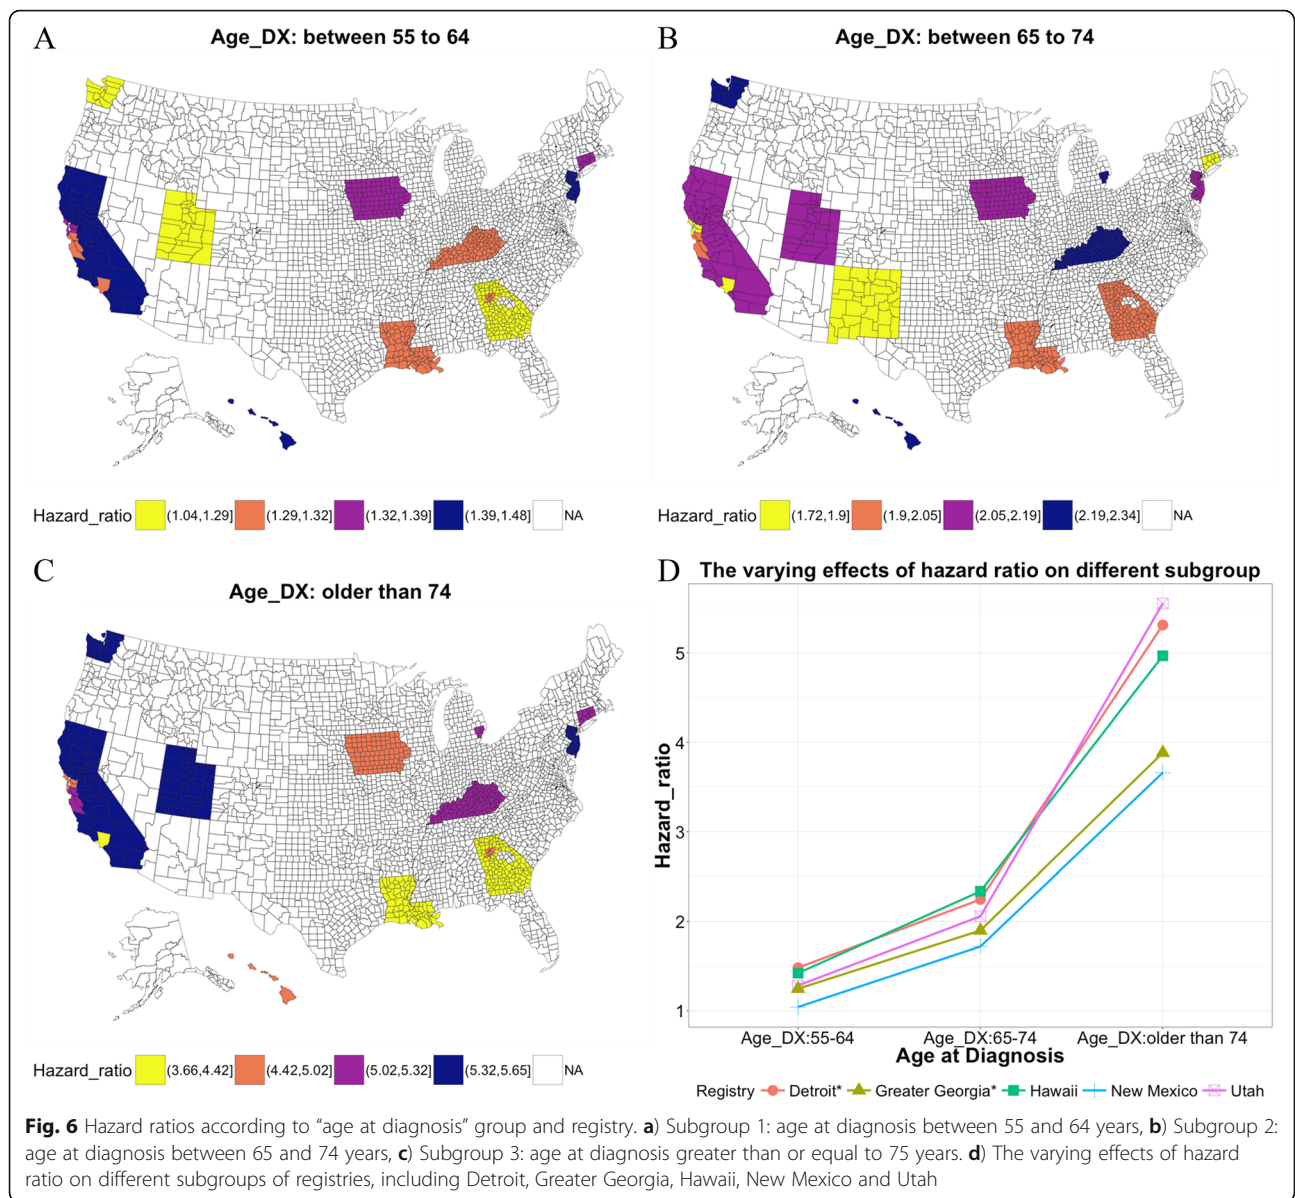 A
Age_DX: between 55 to 64
Hazard_ratio (1.04,1.29] (1.29,1.32] (1.32,1.39] (1.39,1.48] NA
B
Age_DX: between 65 to 74
Hazard_ratio (1.72,1.9] (1.9,2.05] (2.05,2.19] (2.19,2.34] NA
C
Age_DX: older than 74
Hazard_ratio (3.66,4.42] (4.42,5.02] (5.02,5.32] (5.32,5.65] NA
D
The varying effects of hazard ratio on different subgroup
Hazard_ratio
5
4
3
2
1
Age_DX:55-64 Age_DX:65-74 Age_DX:older than 74
Age at Diagnosis
Registry Detroit* Greater Georgia* Hawaii New Mexico Utah
Fig. 6 Hazard ratios according to “age at diagnosis” group and registry. a) Subgroup 1: age at diagnosis between 55 and 64 years, b) Subgroup 2:
age at diagnosis between 65 and 74 years, c) Subgroup 3: age at diagnosis greater than or equal to 75 years. d) The varying effects of hazard
ratio on different subgroups of registries, including Detroit, Greater Georgia, Hawaii, New Mexico and Utah